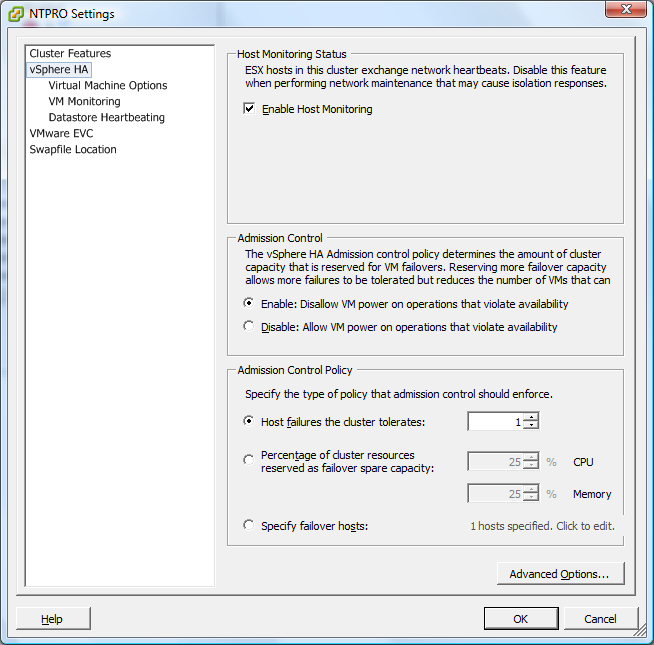 NTPRO Settings
Cluster Features
vSphere HA
Virtual Machine Options
VM Monitoring
Datastore Heartbeating
VMware EVC
Swapfile Location
Host Monitoring Status
ESX hosts in this cluster exchange network heartbeats. Disable this feature
when performing network maintenance that may cause isolation responses.
Enable Host Monitoring
Admission Control
The vSphere HA Admission control policy determines the amount of cluster
capacity that is reserved for VM failovers. Reserving more failover capacity
allows more failures to be tolerated but reduces the number of VMs that can
Enable: Disallow VM power on operations that violate availability
Disable: Allow VM power on operations that violate availability
Admission Control Policy
Specify the type of policy that admission control should enforce.
Host failures the cluster tolerates: 1
Percentage of cluster resources
reserved as failover spare capacity: 25 % CPU
25 % Memory
Specify failover hosts: 1 hosts specified. Click to edit.
Advanced Options...
Help OK Cancel